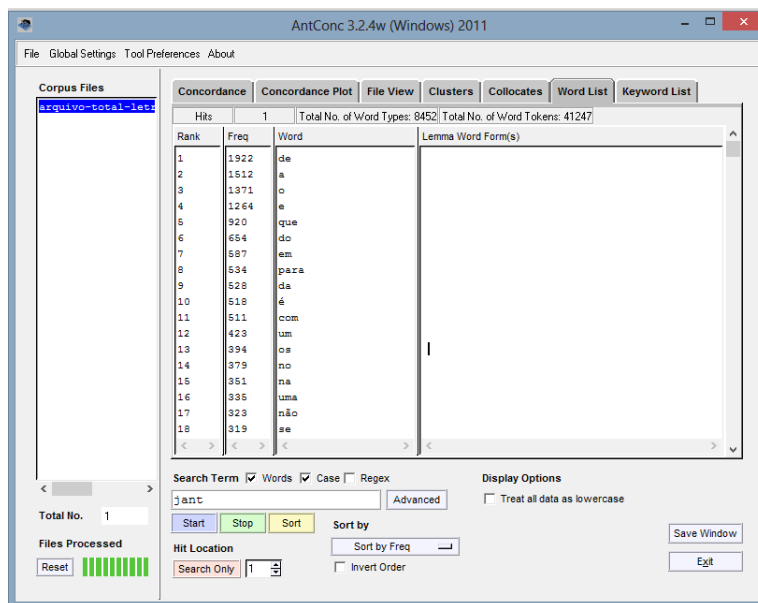 AntConc 3.2.4w (Windows) 2011
File Global Settings Tool Preferences About
Corpus Files
arquivo-total-letr
Concordance Concordance Plot File View Clusters Collocates Word List Keyword List
Hits 1 Total No. of Word Types: 8452 Total No. of Word Tokens: 41247
Rank Freq Word Lemma Word Form(s)
1 1922 de
2 1512 a
3 1371 o
4 1264 e
5 920 que
6 654 do
7 587 em
8 534 para
9 528 da
10 518 é
11 511 com
12 423 um
13 394 os
14 379 no
15 351 na
16 335 uma
17 323 não
18 319 se
Search Term Words Case Regex Display Options
jant Advanced Treat all data as lowercase
Total No. 1
Start Stop Sort Sort by
Files Processed
Hit Location Sort by Freq Save Window
Reset Search Only 1 Invert Order Exit